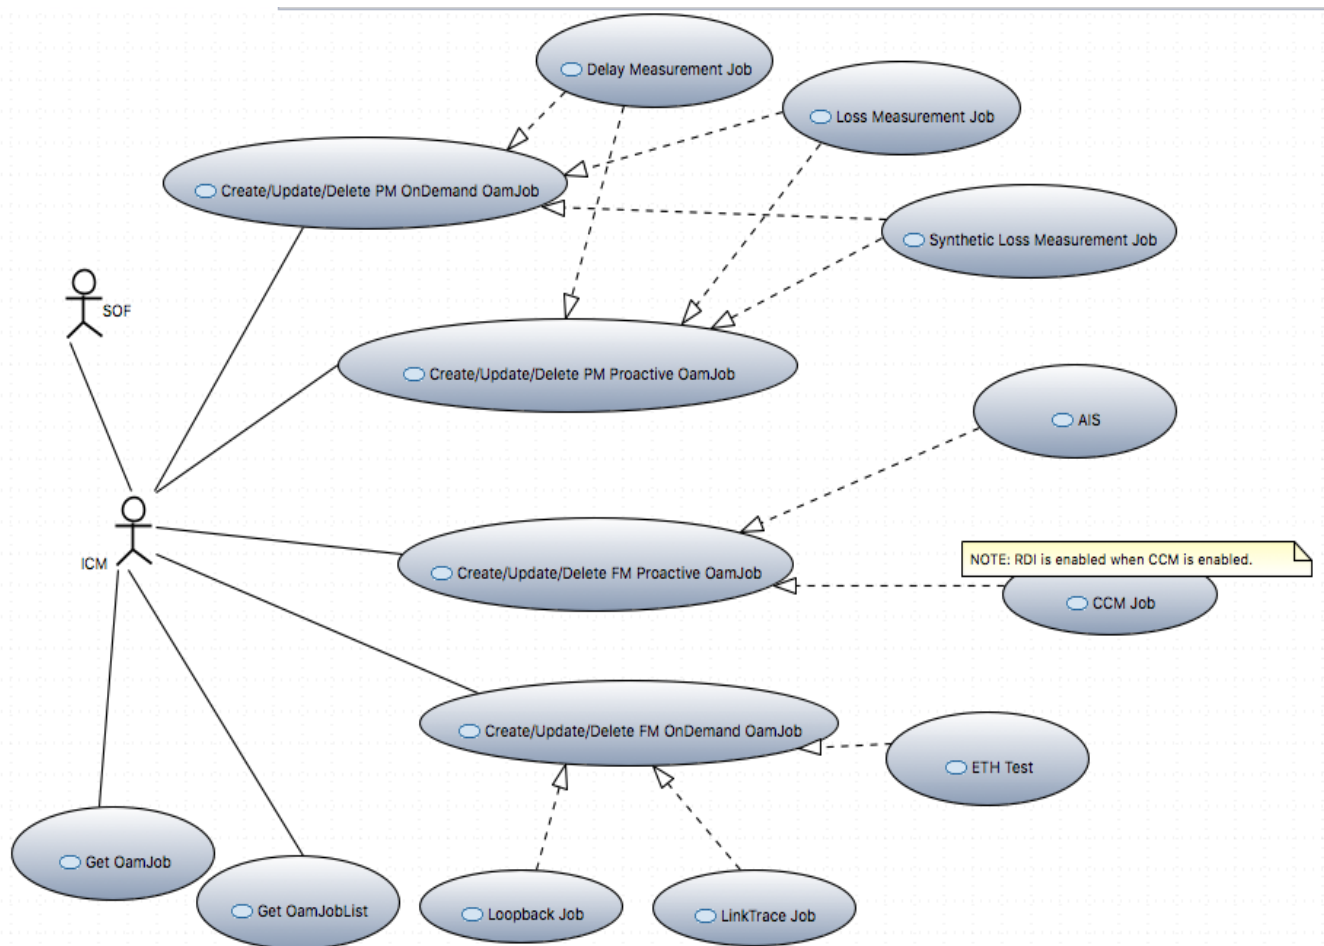 Delay Measurement Job
Loss Measurement Job
Create/Update/Delete PM OnDemand OamJob
Synthetic Loss Measurement Job
SOF
Create/Update/Delete PM Proactive OamJob
AIS
NOTE: RDI is enabled when CCM is enabled.
ICM
Create/Update/Delete FM Proactive OamJob
CCM Job
Create/Update/Delete FM OnDemand OamJob
ETH Test
Get OamJob
Get OamJobList
Loopback Job
LinkTrace Job